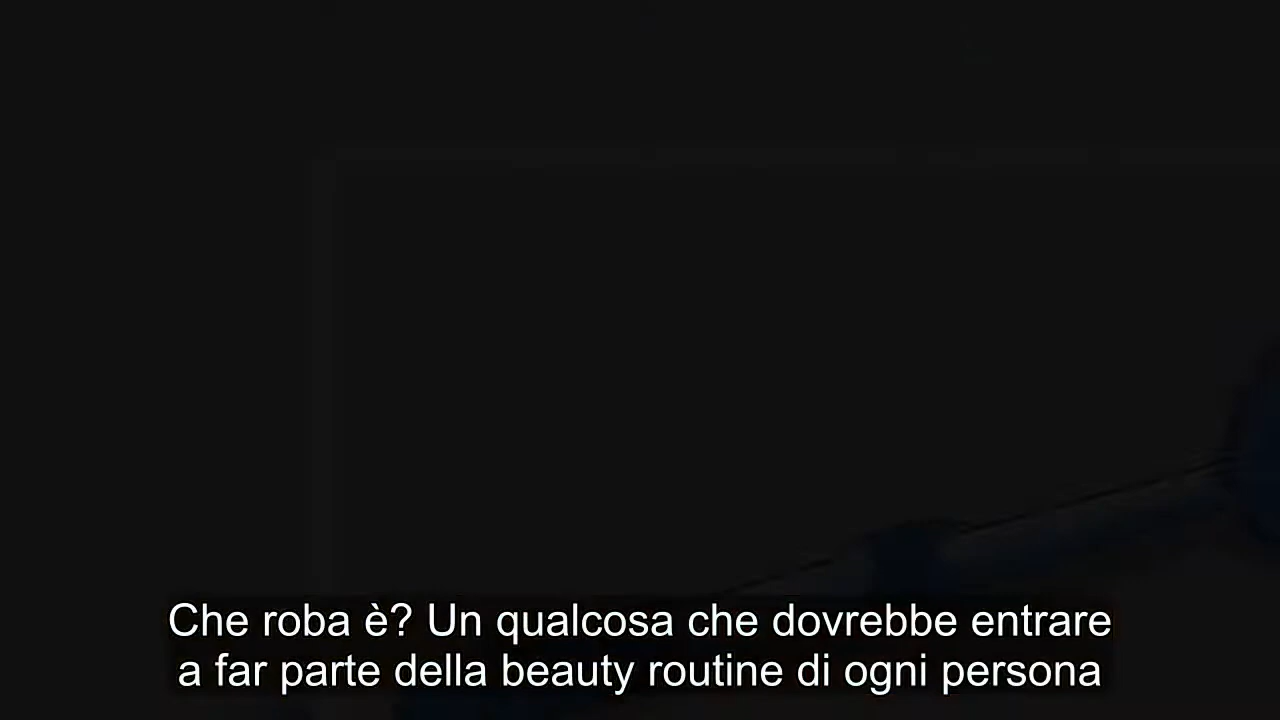 Che roba è? Un qualcosa che dovrebbe entrare
a far parte della beauty routine di ogni persona